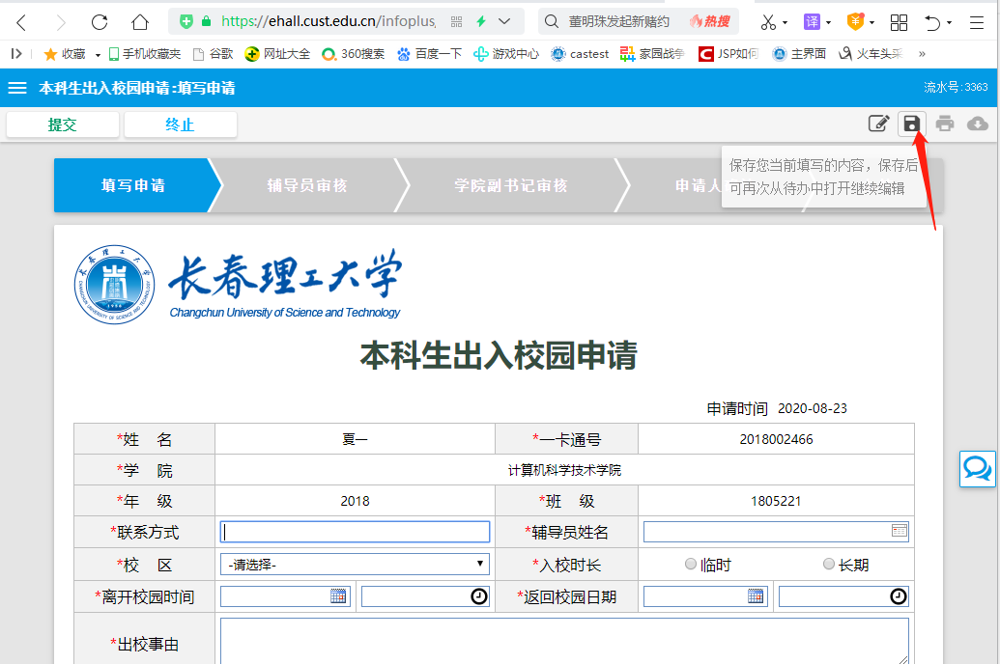 https://ehall.cust.edu.cn/infoplus, 董明珠发起新赌约 热搜 译 ¥
收藏 手机收藏夹 谷歌 网址大全 360搜索 百度一下 游戏中心 castest 家园战争 JSP如何 主界面 火车头采 »
本科生出入校园申请:填写申请 流水号:3363
提交 终止
填写申请 辅导员审核 学院副书记审核 申请人
保存您当前填写的内容，保存后
可再次从待办中打开继续编辑
长春理工大学
Changchun University of Science and Technology
本科生出入校园申请
申请时间 2020-08-23
*姓 名 夏一 *一卡通号 2018002466
*学 院 计算机科学技术学院
*年 级 2018 *班 级 1805221
*联系方式 *辅导员姓名
*校 区 -请选择- *入校时长 临时 长期
*离开校园时间 *返回校园日期
*出校事由